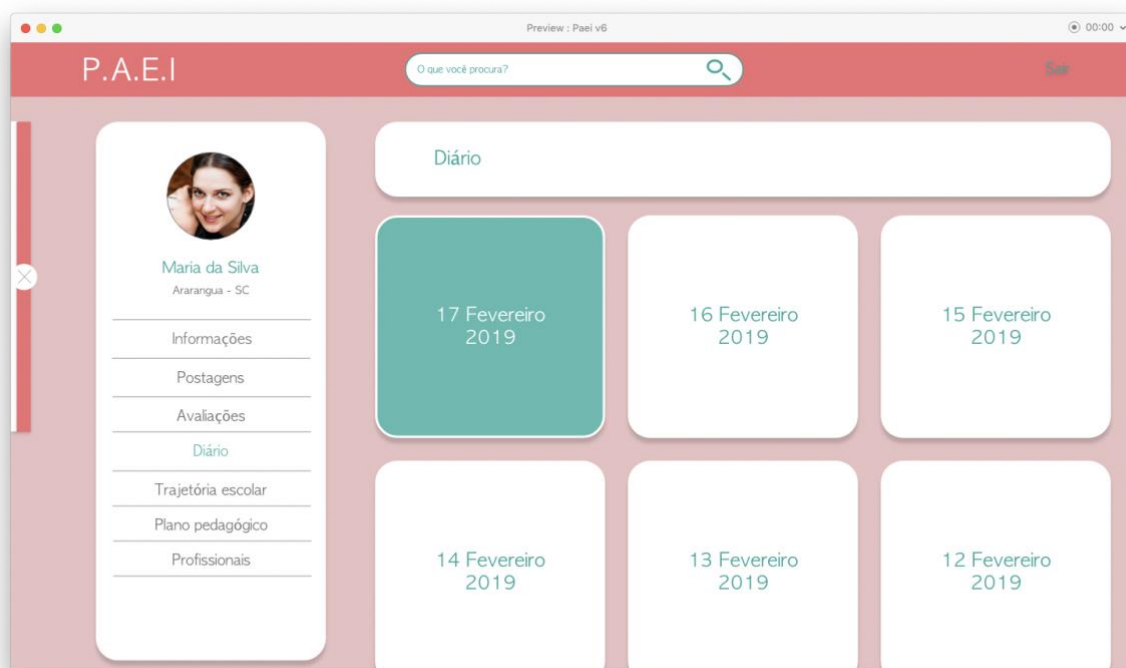 Preview : Paei v6
00:00
P.A.E.I
O que você procura?
Sair
Maria da Silva
Ararangua - SC
Informações
Postagens
Avaliações
Diário
Trajetória escolar
Plano pedagógico
Profissionais
Diário
17 Fevereiro
2019
16 Fevereiro
2019
15 Fevereiro
2019
14 Fevereiro
2019
13 Fevereiro
2019
12 Fevereiro
2019